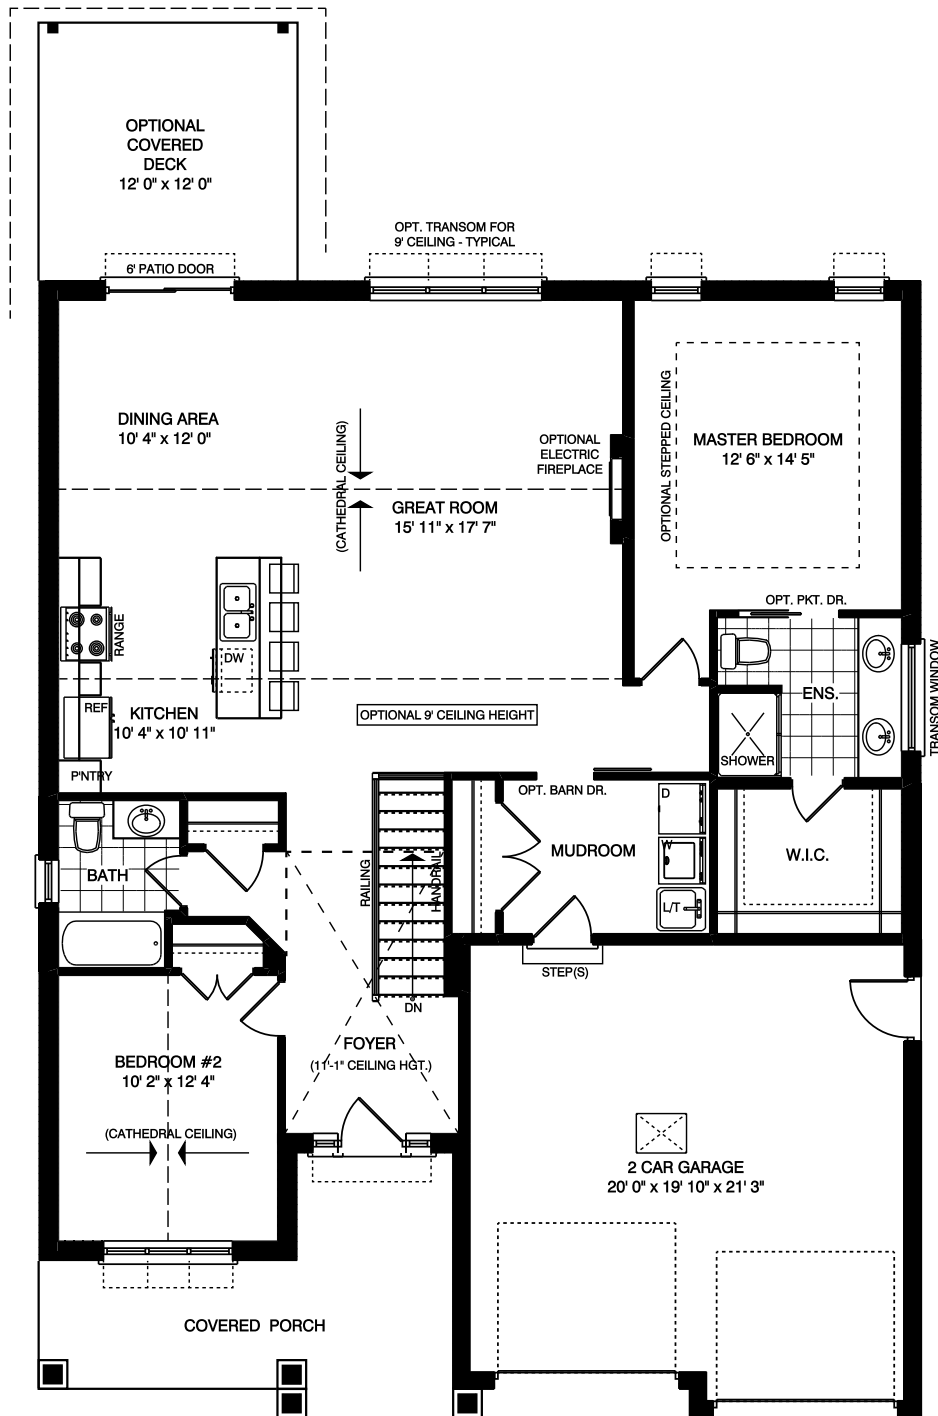 OPTIONAL
COVERED
DECK
12' 0" x 12' 0"
OPT. TRANSOM FOR
9' CEILING - TYPICAL
6' PATIO DOOR
DINING AREA
10' 4" x 12' 0"
(CATHEDRAL CEILING)
OPTIONAL
ELECTRIC
FIREPLACE
OPTIONAL STEPPED CEILING
MASTER BEDROOM
12' 6" x 14' 5"
GREAT ROOM
15' 11" x 17' 7"
OPT. PKT. DR.
RANGE
DW
ENS.
TRANSOM WINDOW
REF
KITCHEN
10' 4" x 10' 11"
OPTIONAL 9' CEILING HEIGHT
SHOWER
P'NTRY
OPT. BARN DR.
D
W
MUDROOM
W.I.C.
BATH
RAILING
HANDRAIL
L/T
STEP(S)
DN
FOYER
(11'-1" CEILING HGT.)
BEDROOM #2
10' 2" x 12' 4"
(CATHEDRAL CEILING)
2 CAR GARAGE
20' 0" x 19' 10" x 21' 3"
COVERED PORCH